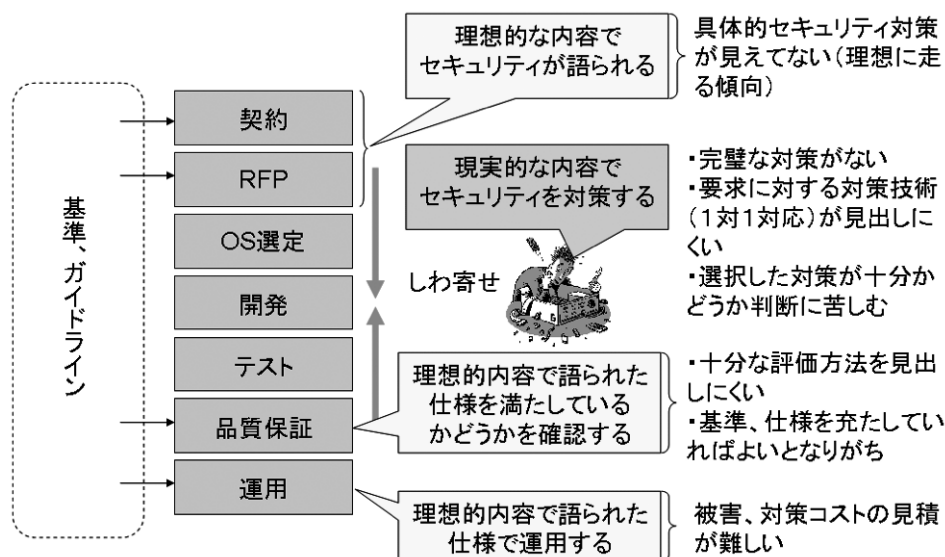 理想的な内容で
セキュリティが語られる
具体的セキュリティ対策
が見えてない（理想に走
る傾向）
基準、ガイドライン
契約
RFP
OS選定
開発
テスト
品質保証
運用
現実的な内容で
セキュリティを対策する
・完璧な対策がない
・要求に対する対策技術
（1対1対応）が見出しに
くい
・選択した対策が十分か
どうか判断に苦しむ
しわ寄せ
理想的内容で語られた
仕様を満たしている
かどうかを確認する
・十分な評価方法を見出
しにくい
・基準、仕様を充たしてい
ればよいとなりがち
理想的内容で語られた
仕様で運用する
被害、対策コストの見積
が難しい